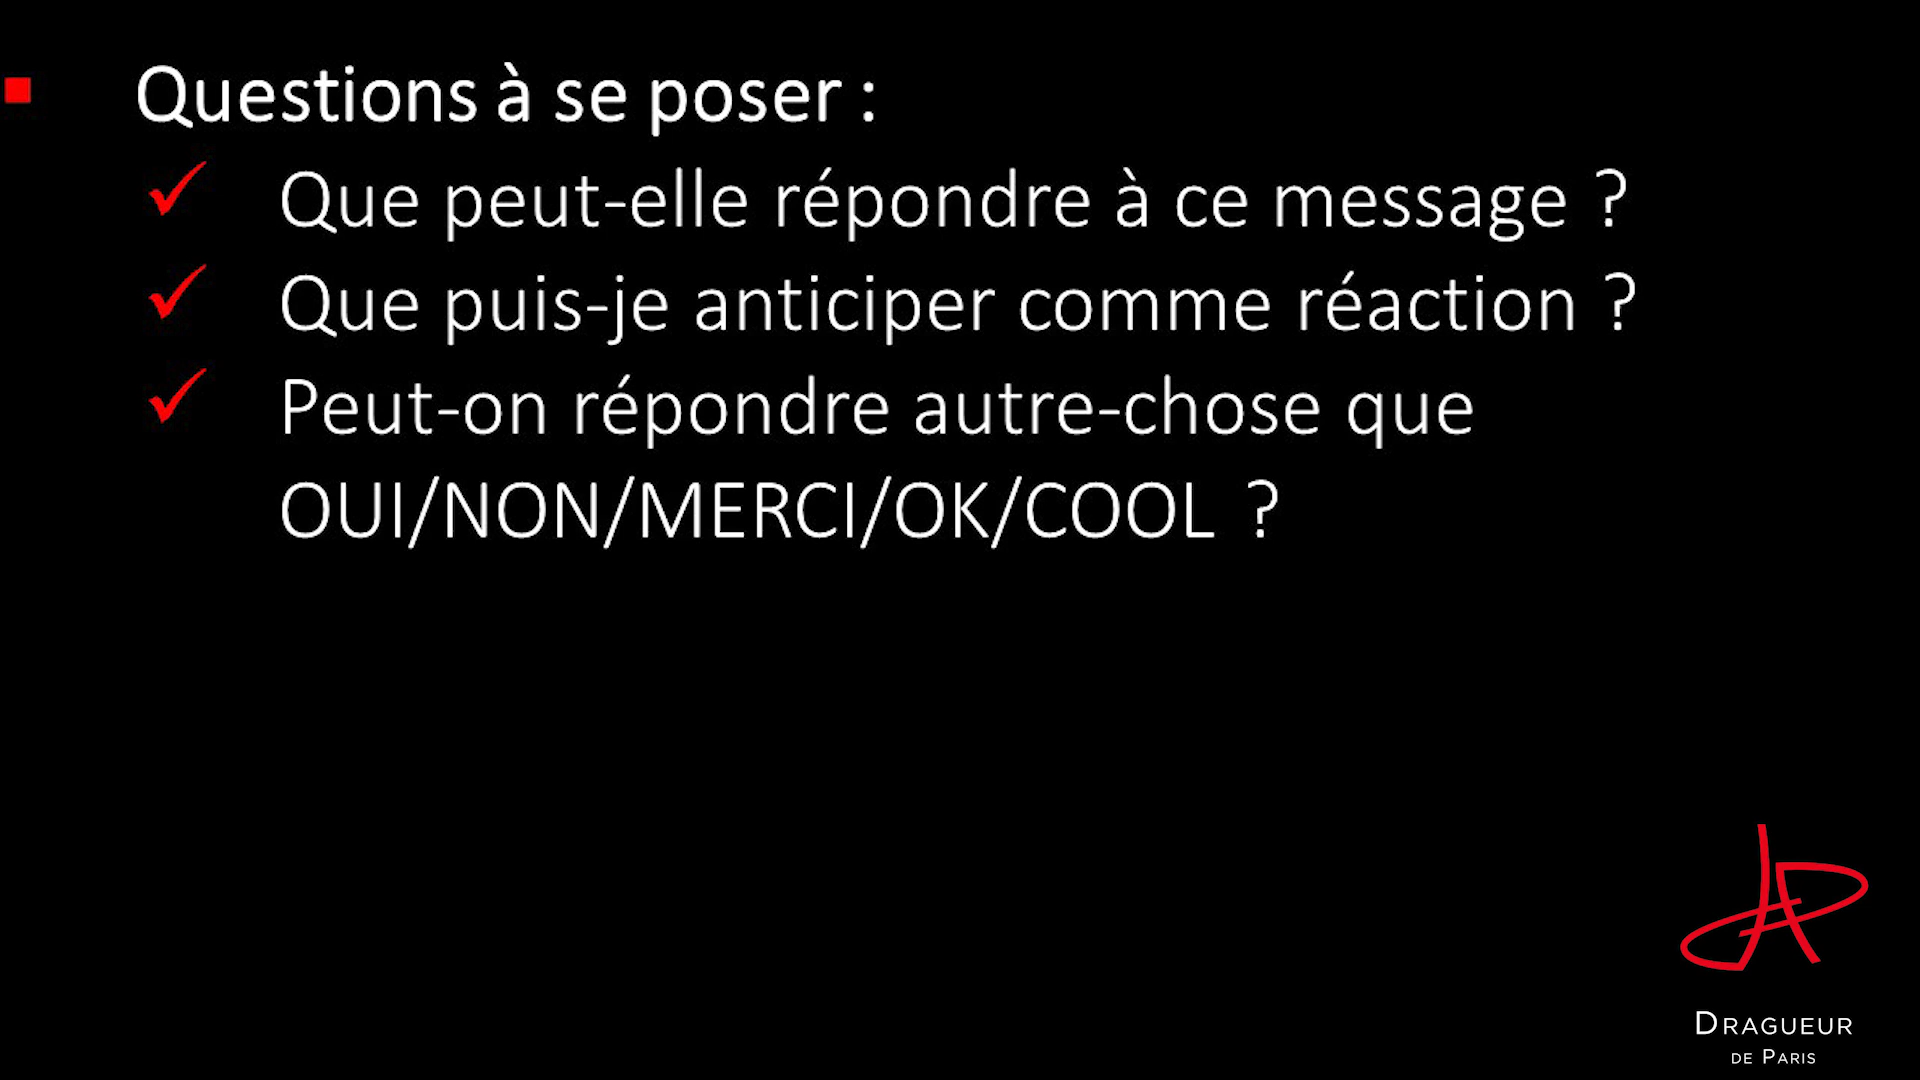 Questions à se poser :
Que peut-elle répondre à ce message ?
Que puis-je anticiper comme réaction ?
Peut-on répondre autre-chose que
OUI/NON/MERCI/OK/COOL ?
DRAGUEUR
DE PARIS